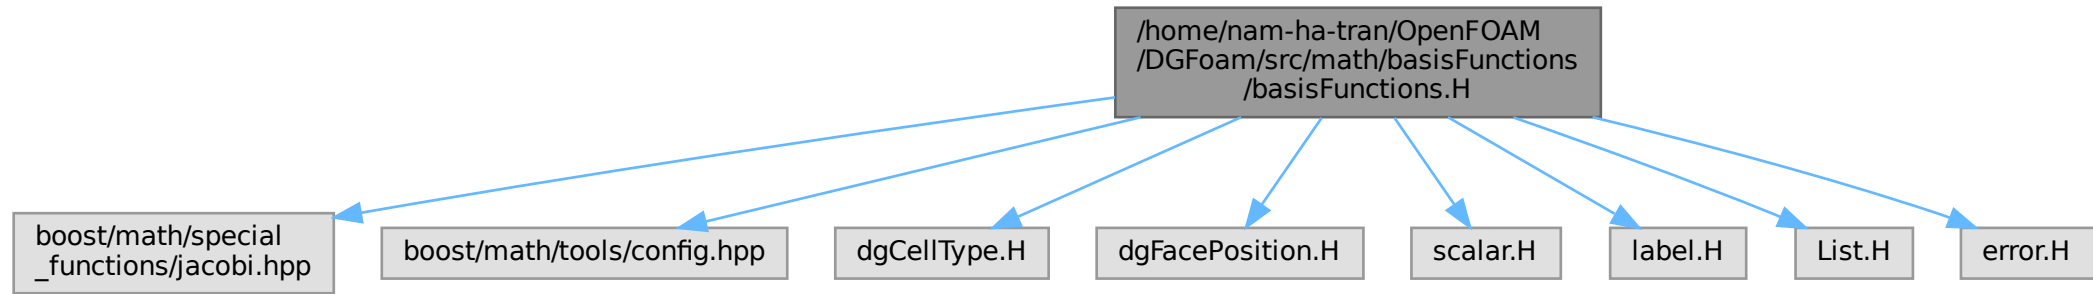 /home/nam-ha-tran/OpenFOAM
/DGFoam/src/math/basisFunctions
/basisFunctions.H
boost/math/special
_functions/jacobi.hpp
boost/math/tools/config.hpp
dgCellType.H
dgFacePosition.H
scalar.H
label.H
List.H
error.H